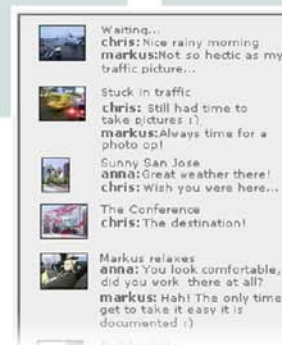 Waiting...
chris: Nice rainy morning
markus:Not so hectic as my
traffic picture...
Stuck in traffic
chris: Still had time to
take pictures :)
markus:Always time for a
photo op!
Sunny San Jose
anna:Great weather there!
chris: Wish you were here...
The Conference
chris: The destination!
Markus relaxes
anna: You look comfortable,
did you work there at all?
markus: Hah! The only time
get to take it easy it is
documented :)